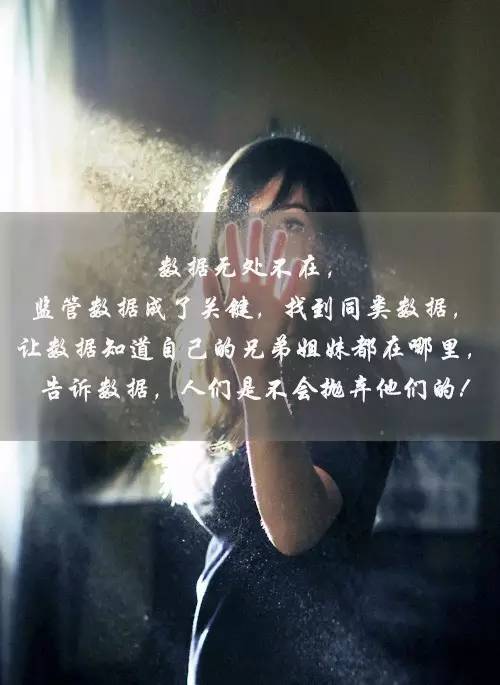 数据无处不在，
监管数据成了关键，找到同类数据，
让数据知道自己的兄弟姐妹都在哪里，
告诉数据，人们是不会抛弃他们的！